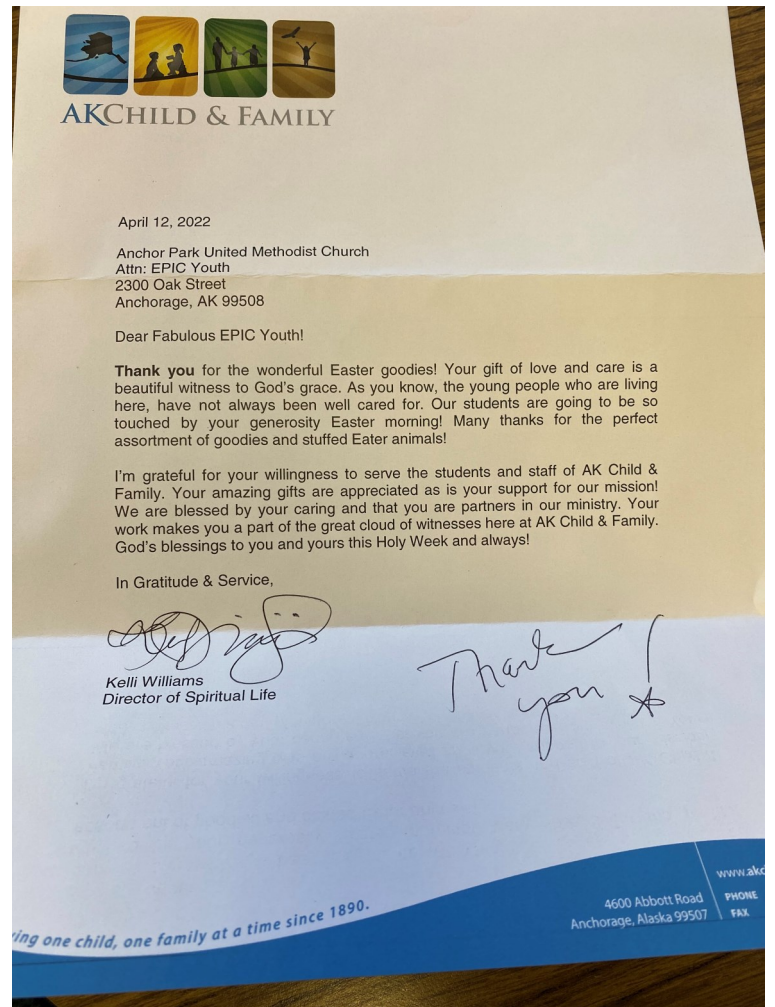 AKCHILD & FAMILY
April 12, 2022
Anchor Park United Methodist Church
Attn: EPIC Youth
2300 Oak Street
Anchorage, AK 99508
Dear Fabulous EPIC Youth!
Thank you for the wonderful Easter goodies! Your gift of love and care is a
beautiful witness to God's grace. As you know, the young people who are living
here, have not always been well cared for. Our students are going to be so
touched by your generosity Easter morning! Many thanks for the perfect
assortment of goodies and stuffed Eater animals!
I'm grateful for your willingness to serve the students and staff of AK Child &
Family. Your amazing gifts are appreciated as is your support for our mission!
We are blessed by your caring and that you are partners in our ministry. Your
work makes you a part of the great cloud of witnesses here at AK Child & Family.
God's blessings to you and yours this Holy Week and always!
In Gratitude & Service,
Kelli Williams
Director of Spiritual Life
Thank
you!
one child, one family at a time since 1890.
4600 Abbott Road
Anchorage, Alaska 99507
www.akc
PHONE
FAX